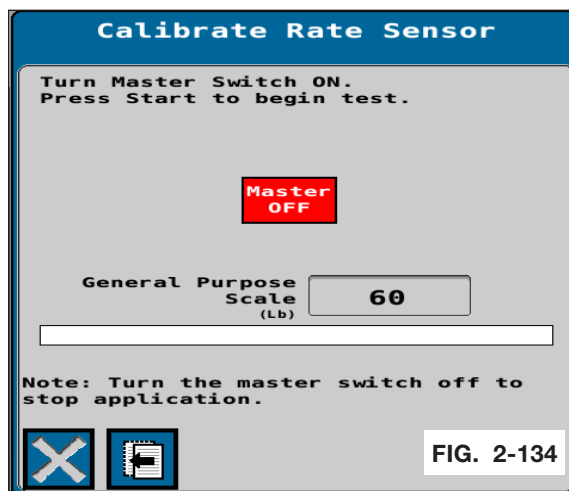 Calibrate Rate Sensor
Turn Master Switch ON.
Press Start to begin test.
Master
OFF
General Purpose
Scale
(Lb)
60
Note: Turn the master switch off to
stop application.
FIG. 2-134